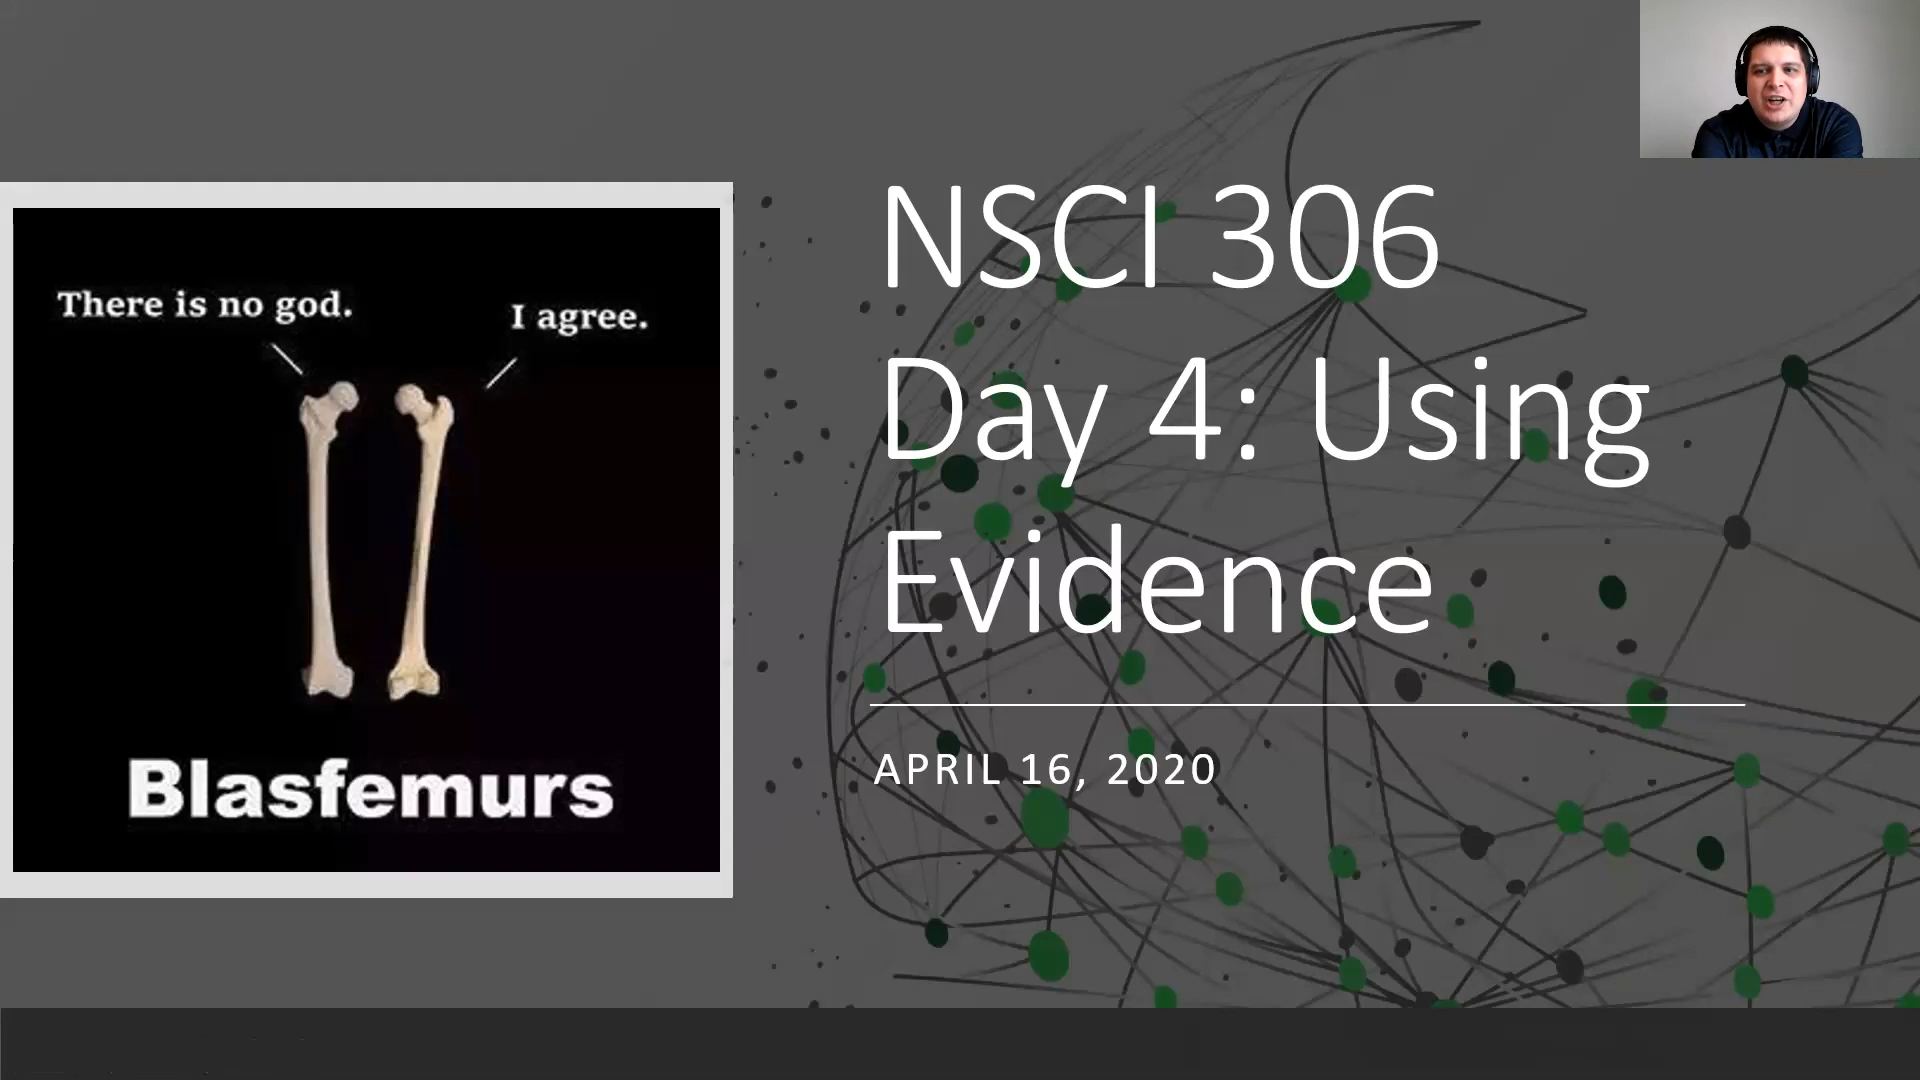 There is no god.
I agree.
Blasfemurs
NSCI 306
Day 4: Using
Evidence
APRIL 16, 2020